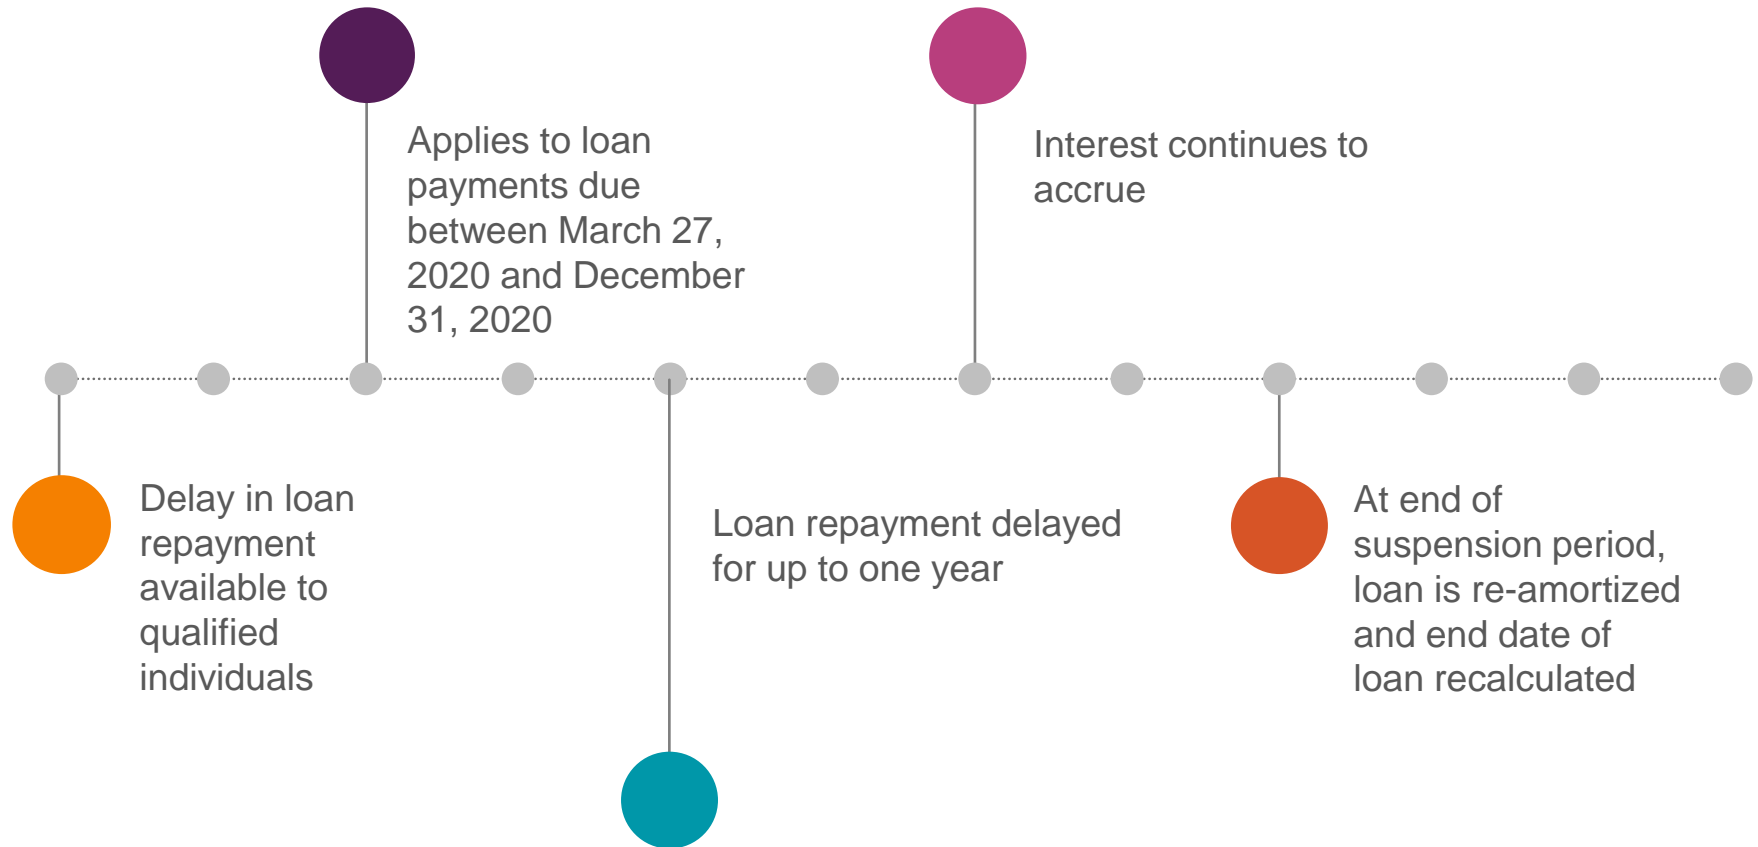 Delay in loan
repayment
available to
qualified
individuals
Applies to loan
payments due
between March 27,
2020 and December
31, 2020
Loan repayment delayed
for up to one year
Interest continues to
accrue
At end of
suspension period,
loan is re-amortized
and end date of
loan recalculated